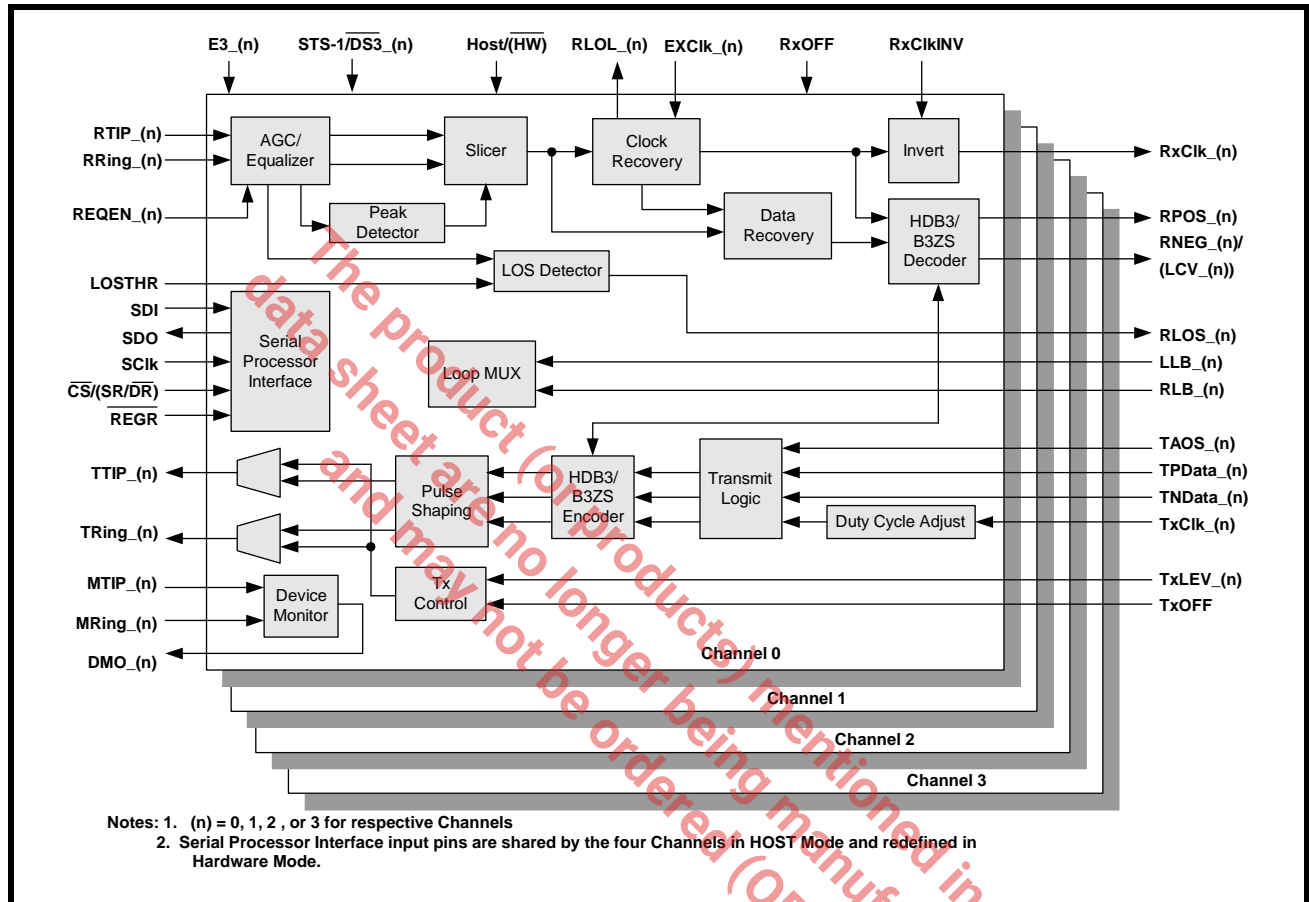 E3_(n) STS-1/DS3_(n) Host/(HW) RLOL_(n) EXClk_(n) RxOFF RxClkINV
RTIP_(n)
RRing_(n)
REQEN_(n)
LOSTHR
SDI
SDO
SClk
CS/(SR/DR)
REGR
TTIP_(n)
TRing_(n)
MTIP_(n)
MRing_(n)
DMO_(n)
AGC/
Equalizer
Peak
Detector
Slicer
LOS Detector
Clock
Recovery
Data
Recovery
Invert
HDB3/
B3ZS
Decoder
Serial
Processor
Interface
Loop MUX
Pulse
Shaping
HDB3/
B3ZS
Encoder
Transmit
Logic
Duty Cycle Adjust
Tx
Control
Device
Monitor
RxClk_(n)
RPOS_(n)
RNEG_(n)/
(LCV_(n))
RLOS_(n)
LLB_(n)
RLB_(n)
TAOS_(n)
TPData_(n)
TNData_(n)
TxClk_(n)
TxLEV_(n)
TxOFF
Channel 0
Channel 1
Channel 2
Channel 3
Notes: 1. (n) = 0, 1, 2 , or 3 for respective Channels
2. Serial Processor Interface input pins are shared by the four Channels in HOST Mode and redefined in
Hardware Mode.
The product (or products) mentioned in
data sheet are no longer being manuf
and may not be ordered (O